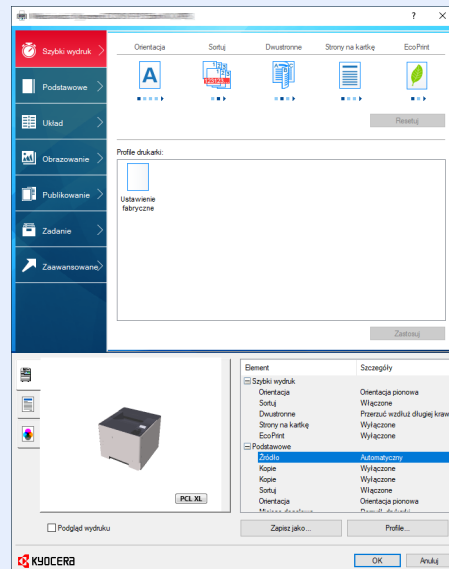 ? X
Szybki wydruk
Podstawowe
Układ
Obrazowanie
Publikowanie
Zadanie
Zaawansowane
Orientacja Sortuj Dwustronne Strony na kartkę EcoPrint
A
123123
Resetuj
Profile drukarki:
Ustawienie
fabryczne
Zastosuj
PCL XL
Podgląd wydruku
Element Szczegóły
Szybki wydruk
Orientacja Orientacja pionowa
Sortuj Włączone
Dwustronne Przerzuć wzdłuż długiej kraw
Strony na kartkę Wyłączone
EcoPrint Wyłączone
Podstawowe
Źródło Automatyczny
Kopie Wyłączone
Kopie Wyłączone
Sortuj Włączone
Orientacja Orientacja pionowa
Zapisz jako... Profile...
KYOCERA
OK Anuluj